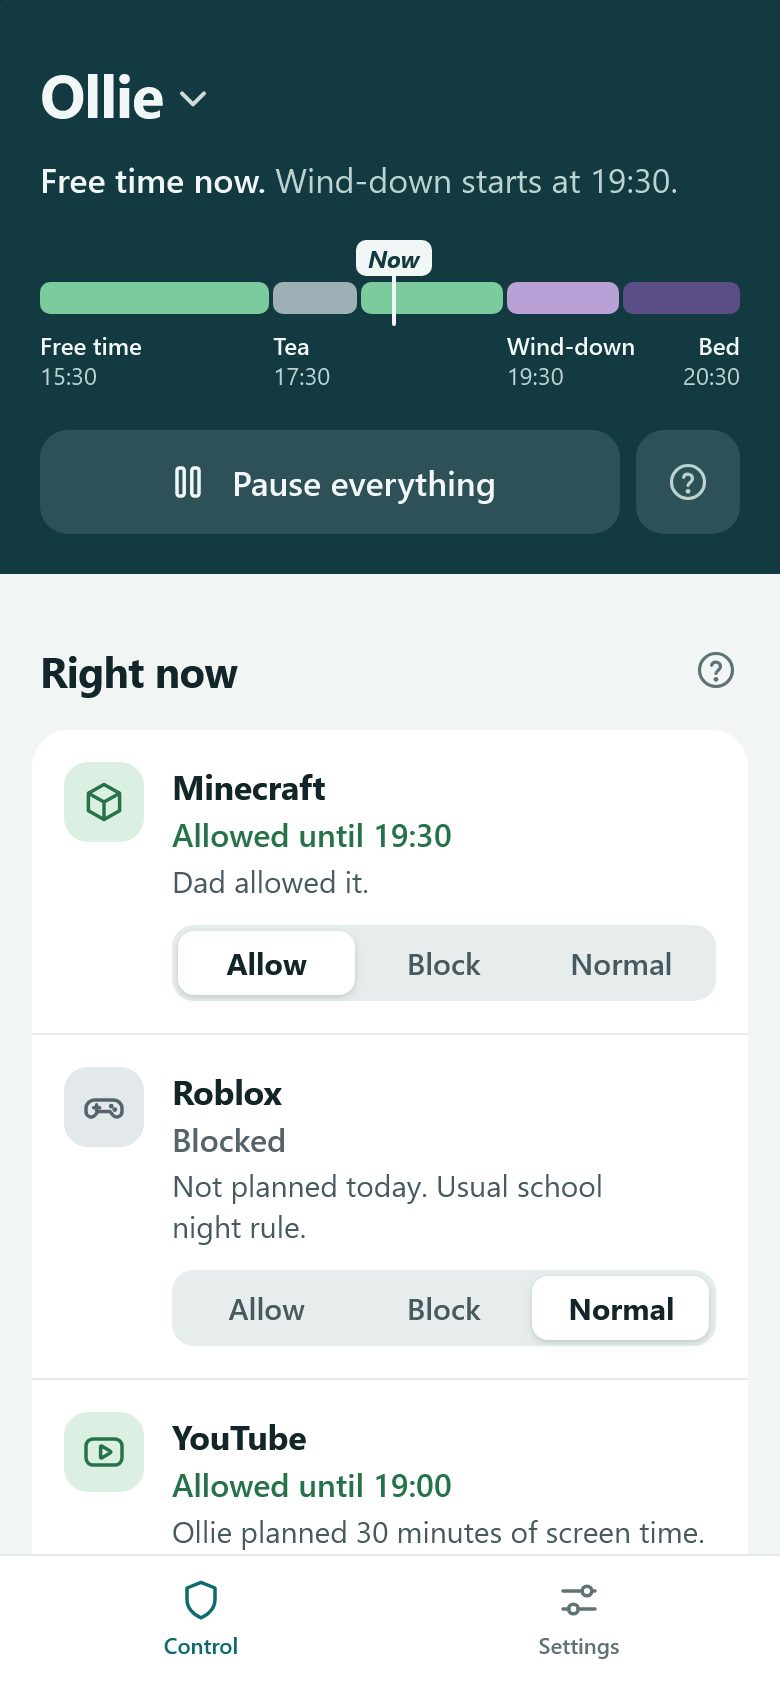 Ollie
Free time now. Wind-down starts at 19:30.
Now
Free time
15:30
Tea
17:30
Wind-down
19:30
Bed
20:30
Pause everything
Right now
Minecraft
Allowed until 19:30
Dad allowed it.
Allow Block Normal
Roblox
Blocked
Not planned today. Usual school
night rule.
Allow Block Normal
YouTube
Allowed until 19:00
Ollie planned 30 minutes of screen time.
Control
Settings